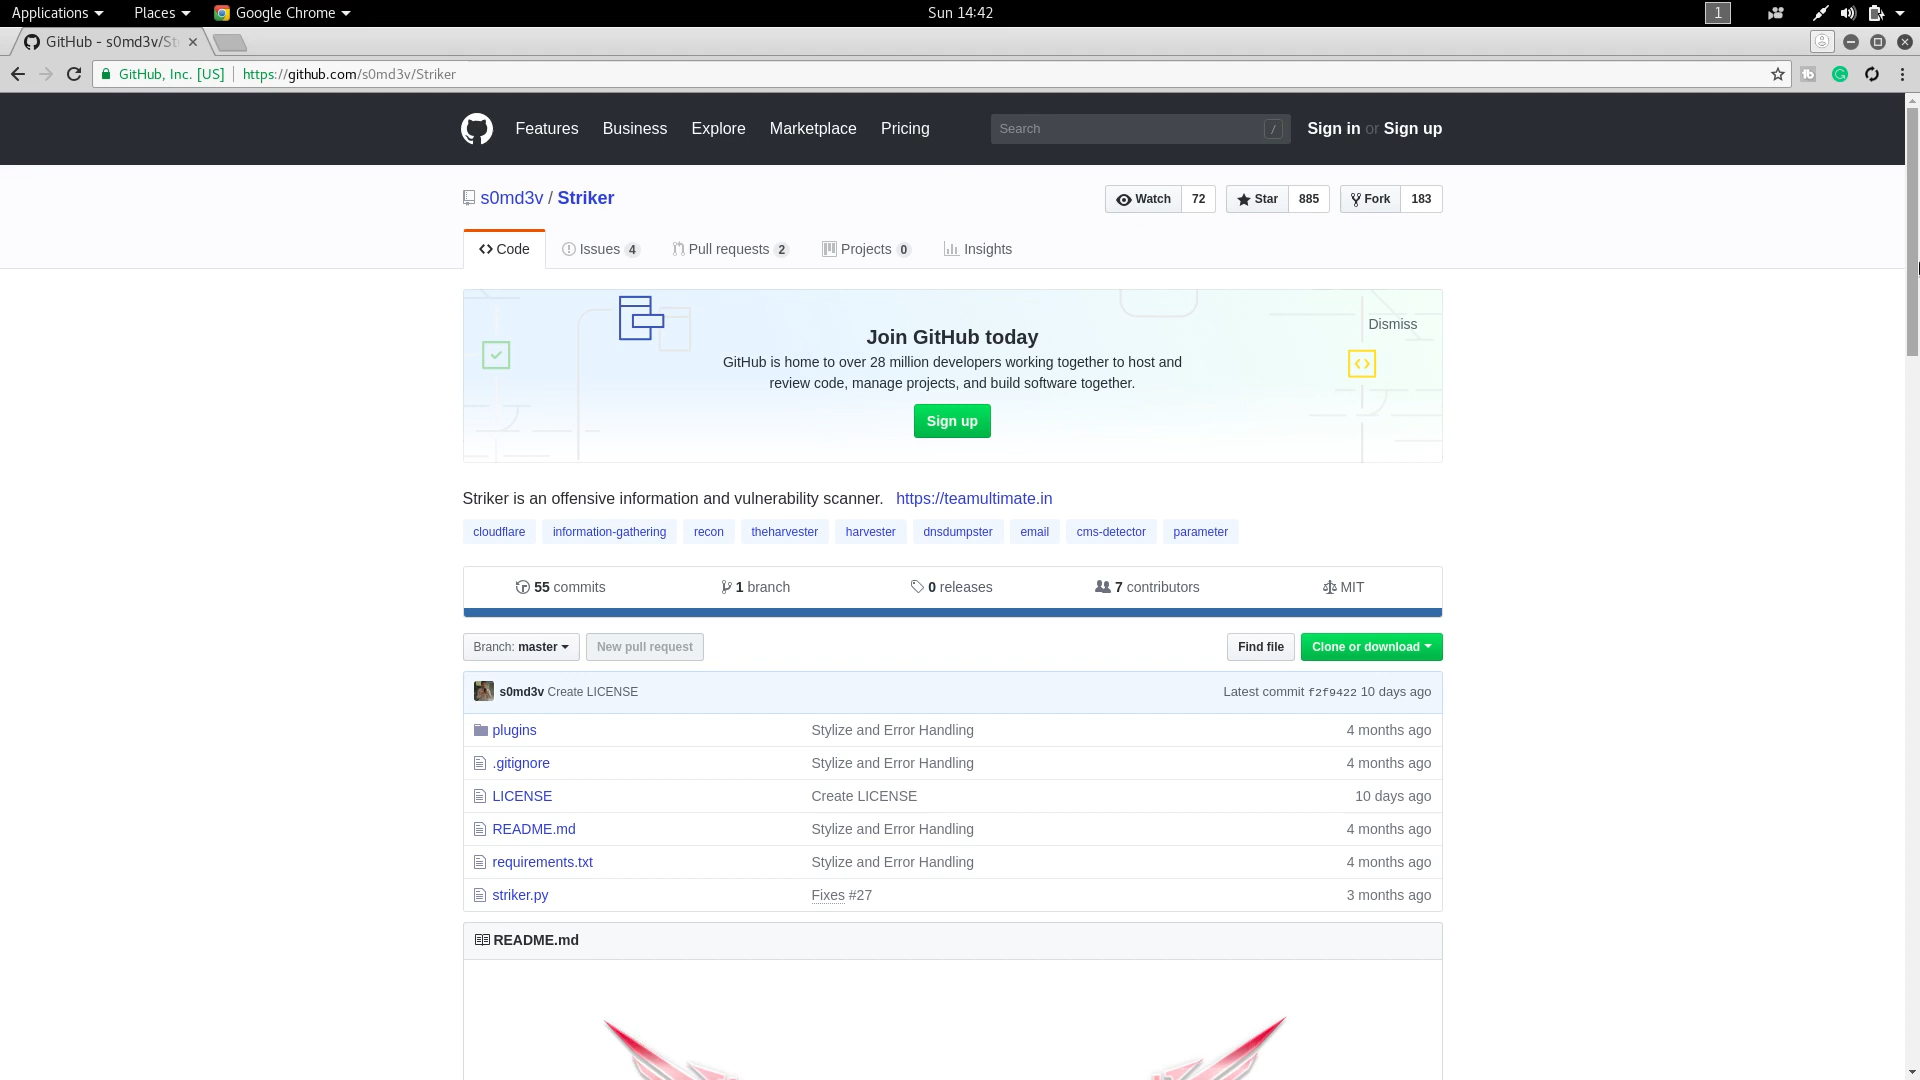 Applications Places Google Chrome Sun 14:42 1
GitHub - s0md3v/St
GitHub, Inc. [US] https://github.com/s0md3v/Striker
Features Business Explore Marketplace Pricing Search / Sign in or Sign up
s0md3v / Striker Watch 72 Star 885 Fork 183
Code Issues 4 Pull requests 2 Projects 0 Insights
Dismiss
Join GitHub today
GitHub is home to over 28 million developers working together to host and
review code, manage projects, and build software together.
Sign up
Striker is an offensive information and vulnerability scanner. https://teamultimate.in
cloudflare information-gathering recon theharvester harvester dnsdumpster email cms-detector parameter
55 commits 1 branch 0 releases 7 contributors MIT
Branch: master New pull request Find file Clone or download
s0md3v Create LICENSE Latest commit f2f9422 10 days ago
plugins Stylize and Error Handling 4 months ago
.gitignore Stylize and Error Handling 4 months ago
LICENSE Create LICENSE 10 days ago
README.md Stylize and Error Handling 4 months ago
requirements.txt Stylize and Error Handling 4 months ago
striker.py Fixes #27 3 months ago
README.md